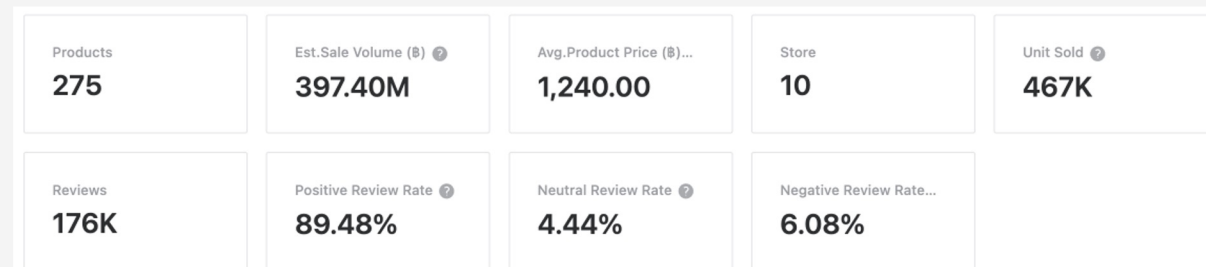 Products
275
Est.Sale Volume (฿) ?
397.40M
Avg.Product Price (฿)...
1,240.00
Store
10
Unit Sold ?
467K
Reviews
176K
Positive Review Rate ?
89.48%
Neutral Review Rate ?
4.44%
Negative Review Rate...
6.08%